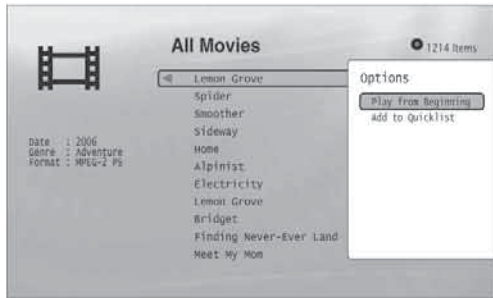 All Movies
1214 Items
Lemon Grove
Spider
Smoother
Sideway
Home
Alpinist
Electricity
Lemon Grove
Bridget
Finding Never-Ever Land
Meet My Mom
Date : 2006
Genre : Adventure
Format : MPEG-2 PS
Options
Play from Beginning
Add to Quicklist